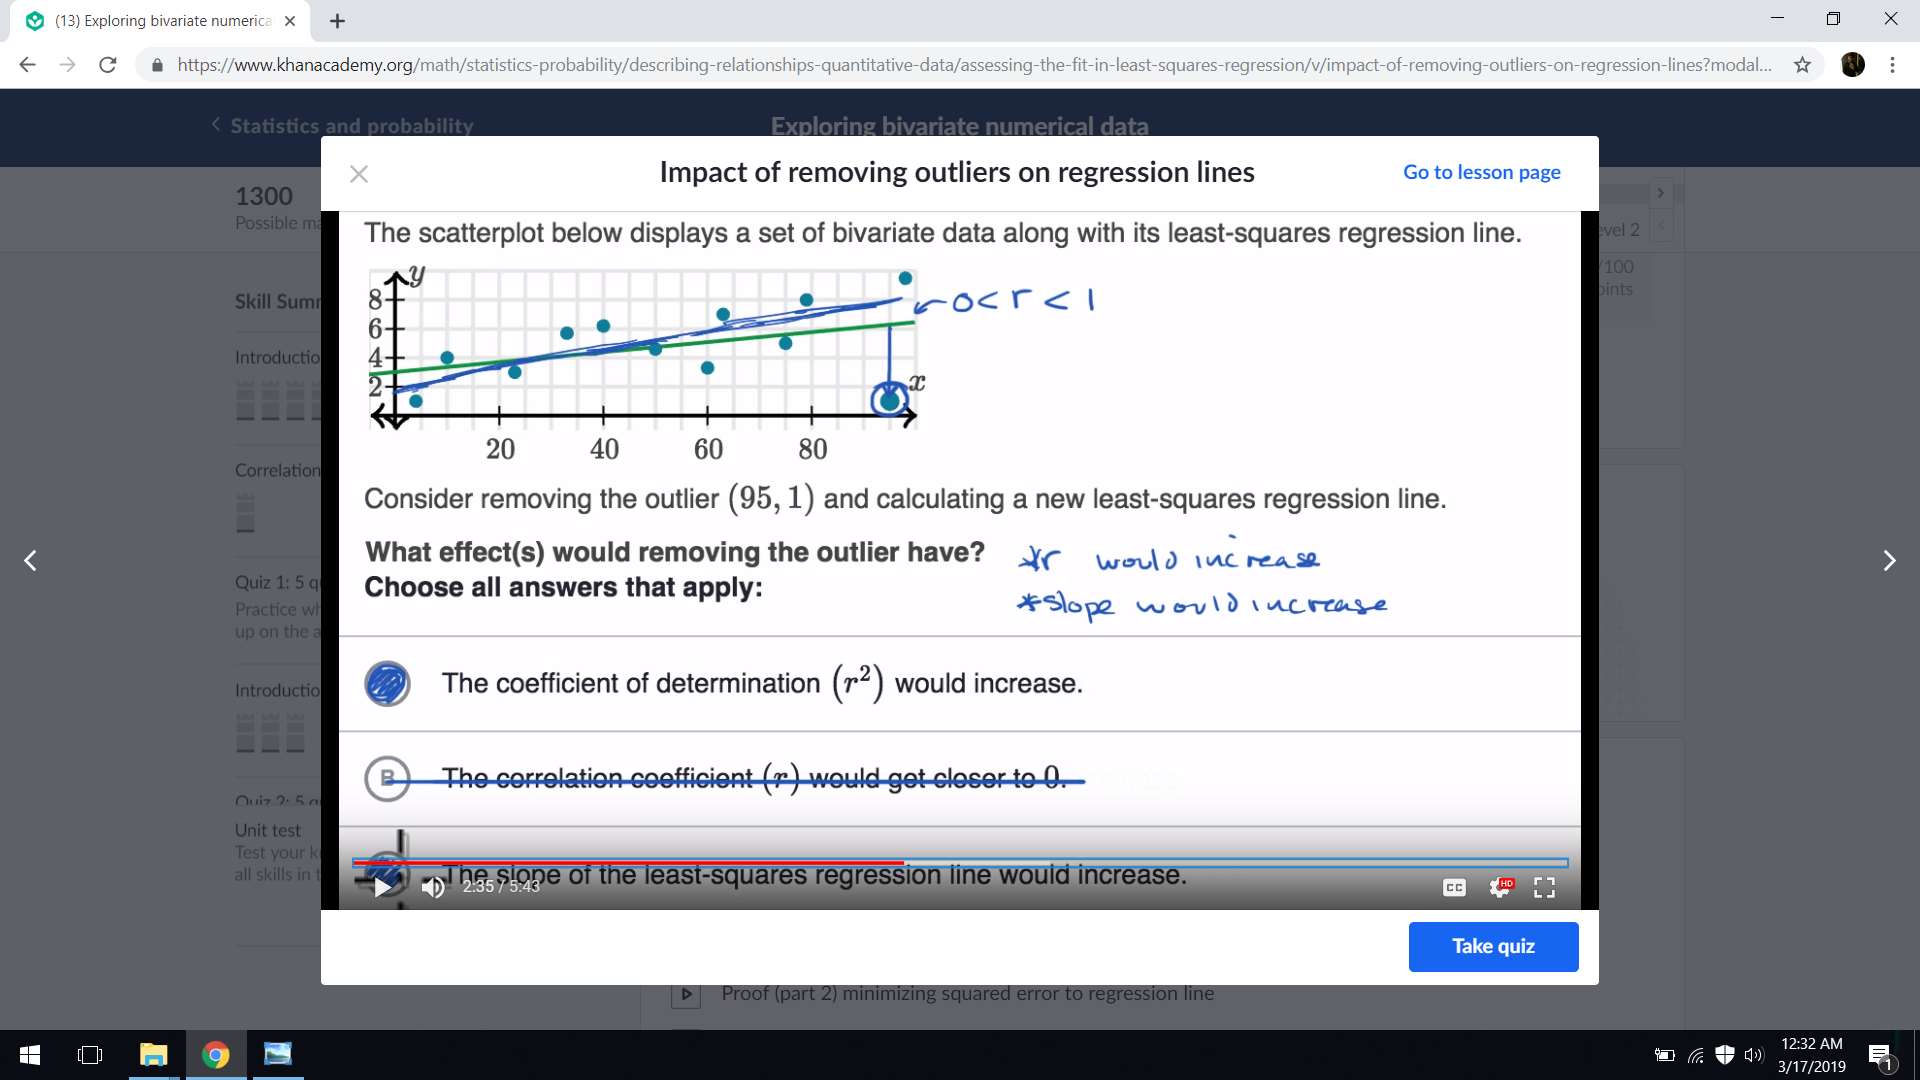 (13) Exploring bivariate numerica
https://www.khanacademy.org/math/statistics-probability/describing-relationships-quantitative-data/assessing-the-fit-in-least-squares-regression/v/impact-of-removing-outliers-on-regression-lines?modal...
Statistics and probability
Exploring bivariate numerical data
Impact of removing outliers on regression lines
Go to lesson page
1300
Possible ma
evel 2
/100
oints
Skill Summ
Introductio
Correlation
Quiz 1: 5 q
Practice wh
up on the a
Introductio
Quiz 2: 5 q
Unit test
Test your k
all skills in t
The scatterplot below displays a set of bivariate data along with its least-squares regression line.
y
8
6
4
2
x
20 40 60 80
0<r<1
Consider removing the outlier (95, 1) and calculating a new least-squares regression line.
What effect(s) would removing the outlier have?
Choose all answers that apply:
*r would increase
*slope would increase
The coefficient of determination (r²) would increase.
B The correlation coefficient (r) would get closer to 0.
The slope of the least-squares regression line would increase.
2:35 / 5:43
CC
HD
Take quiz
Proof (part 2) minimizing squared error to regression line
12:32 AM
3/17/2019
1